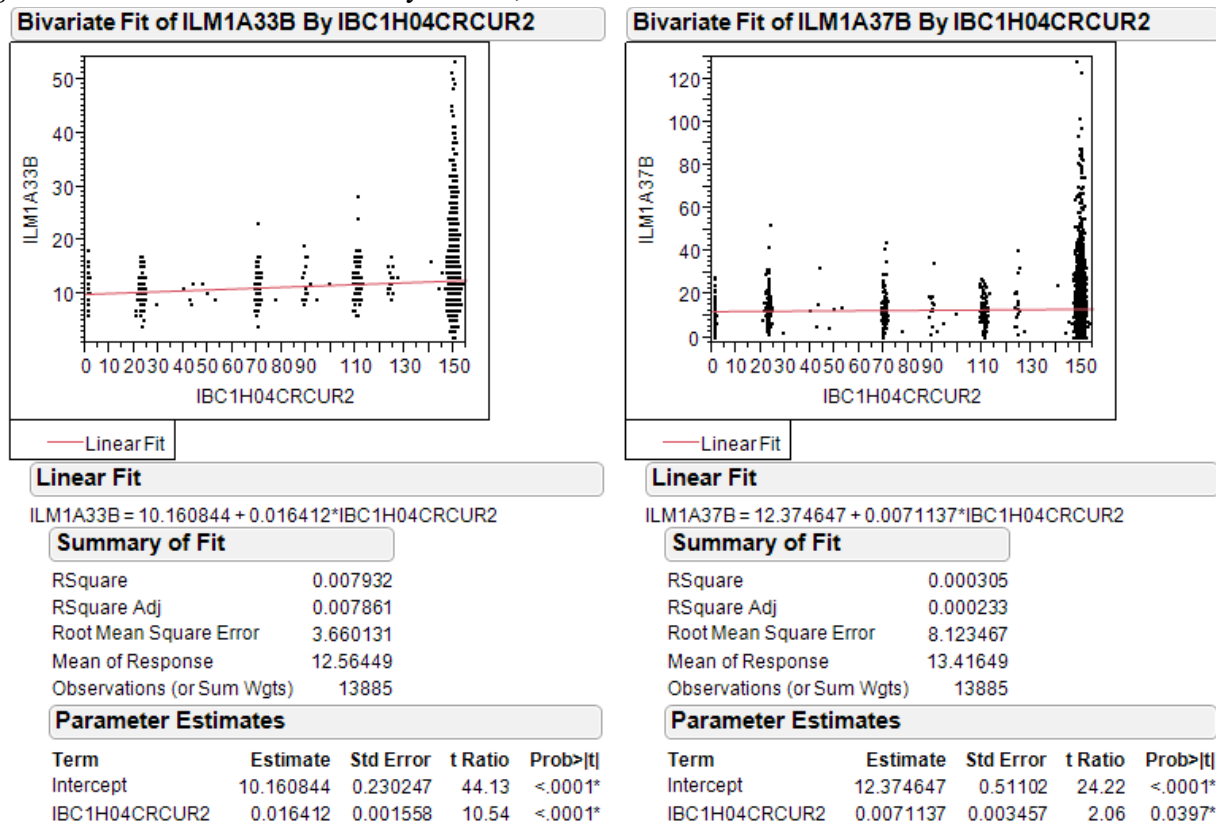 Bivariate Fit of ILM1A33B By IBC1H04CRCUR2
50
40
30
20
10
ILM1A33B
0 10 20 30 40 50 60 70 80 90 110 130 150
IBC1H04CRCUR2
Linear Fit
Linear Fit
ILM1A33B = 10.160844 + 0.016412*IBC1H04CRCUR2
Summary of Fit
RSquare 0.007932
RSquare Adj 0.007861
Root Mean Square Error 3.660131
Mean of Response 12.56449
Observations (or Sum Wgts) 13885
Parameter Estimates
Term Estimate Std Error t Ratio Prob>|t|
Intercept 10.160844 0.230247 44.13 <.0001*
IBC1H04CRCUR2 0.016412 0.001558 10.54 <.0001*
Bivariate Fit of ILM1A37B By IBC1H04CRCUR2
120
100
80
60
40
20
0
ILM1A37B
0 10 20 30 40 50 60 70 80 90 110 130 150
IBC1H04CRCUR2
Linear Fit
Linear Fit
ILM1A37B = 12.374647 + 0.0071137*IBC1H04CRCUR2
Summary of Fit
RSquare 0.000305
RSquare Adj 0.000233
Root Mean Square Error 8.123467
Mean of Response 13.41649
Observations (or Sum Wgts) 13885
Parameter Estimates
Term Estimate Std Error t Ratio Prob>|t|
Intercept 12.374647 0.51102 24.22 <.0001*
IBC1H04CRCUR2 0.0071137 0.003457 2.06 0.0397*